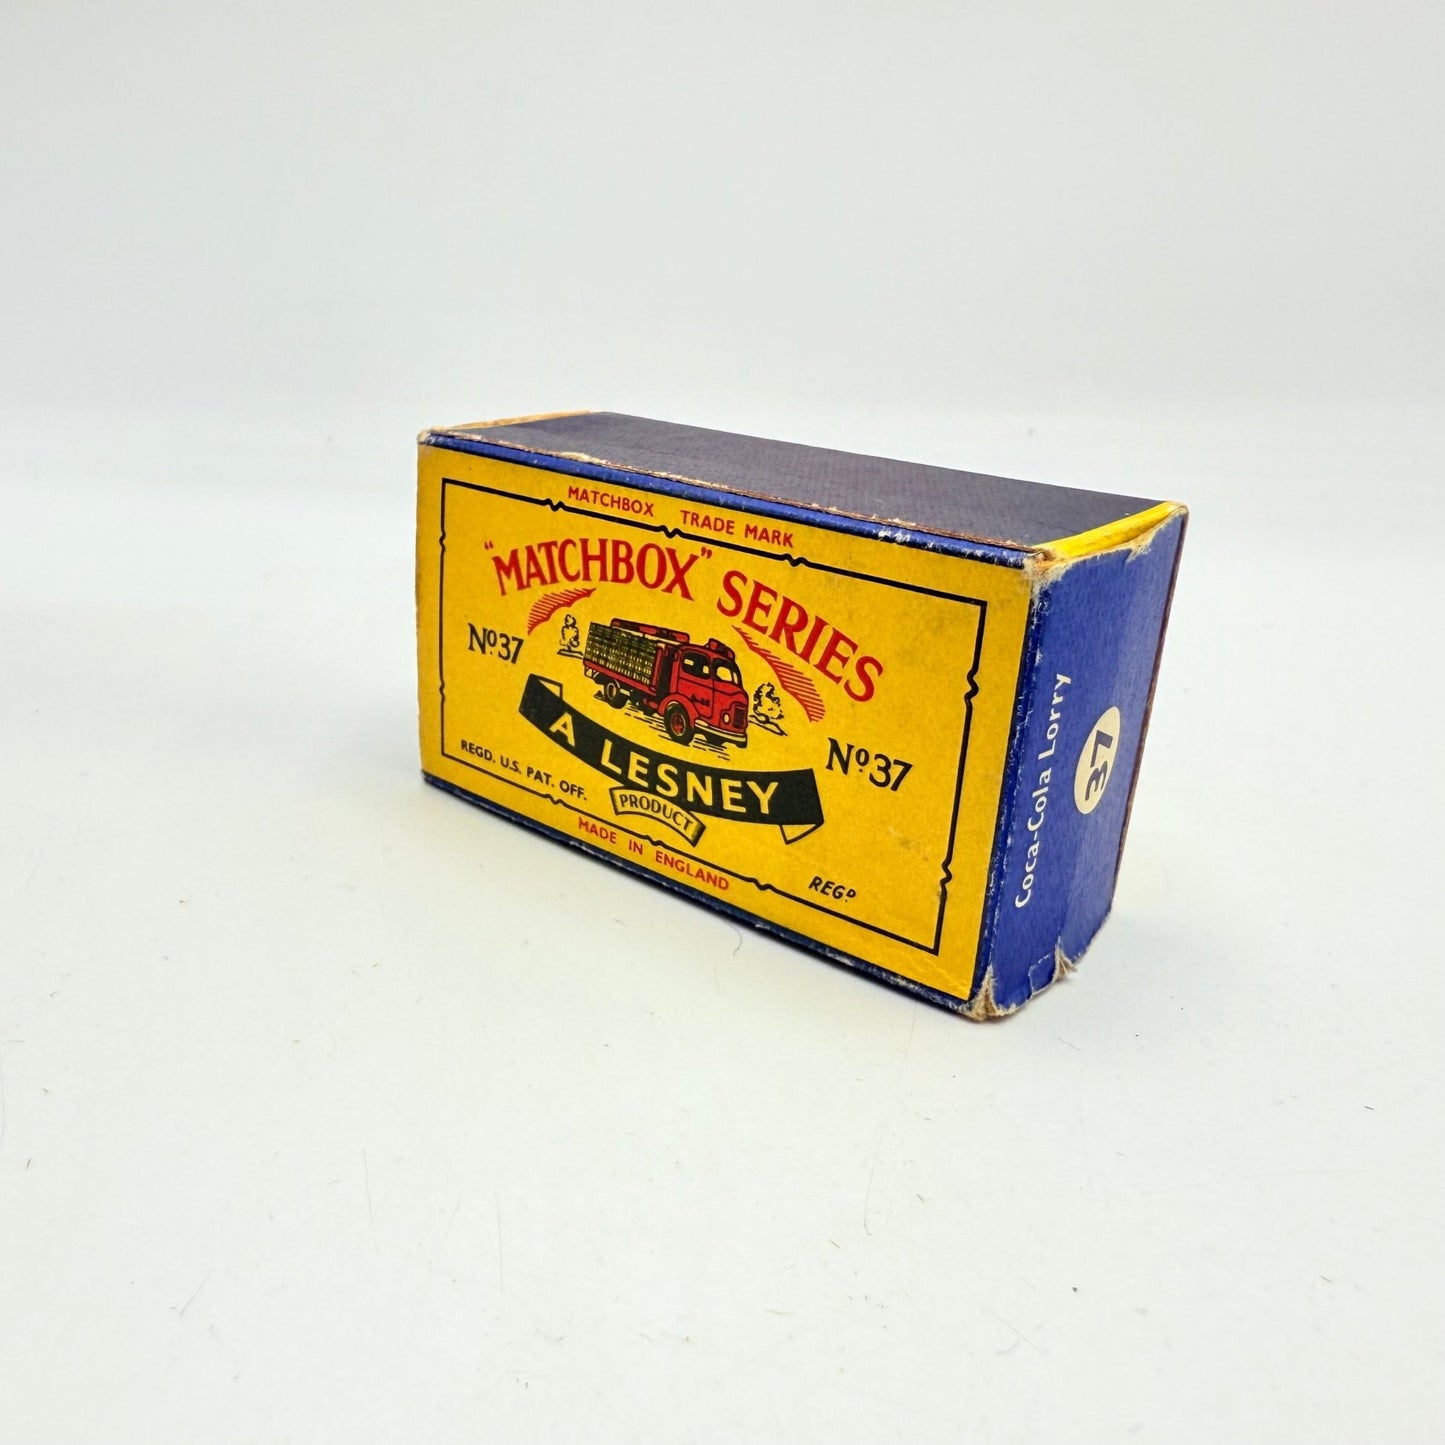 MATCHBOX TRADE MARK
"MATCHBOX" SERIES
Nº37
Nº37
A LESNEY
PRODUCT
REGD. U.S. PAT. OFF.
MADE IN ENGLAND
REGᴰ
Coca-Cola Lorry
37